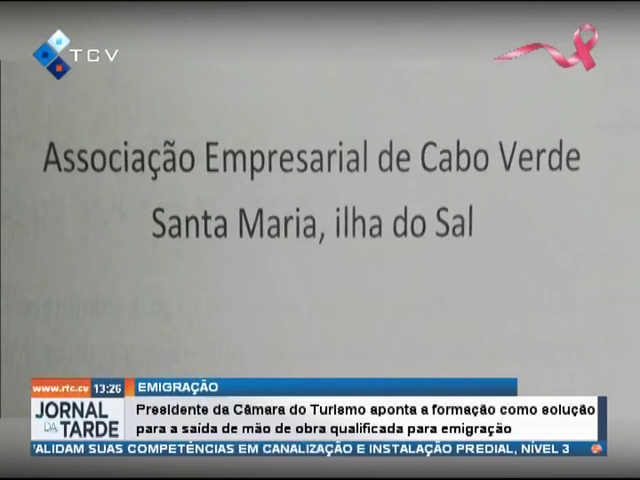 TCV
Associação Empresarial de Cabo Verde
Santa Maria, ilha do Sal
www.rtc.cv 13:26 EMIGRAÇÃO
JORNAL DA TARDE
Presidente da Câmara do Turismo aponta a formação como solução
para a saída de mão de obra qualificada para emigração
ALIDAM SUAS COMPETÊNCIAS EM CANALIZAÇÃO E INSTALAÇÃO PREDIAL, NÍVEL 3